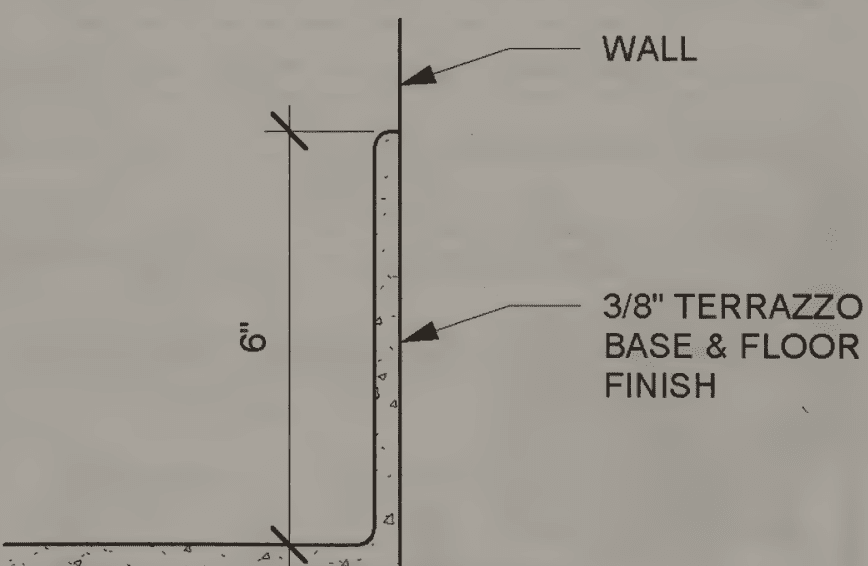 WALL
6"
3/8" TERRAZZO
BASE & FLOOR
FINISH